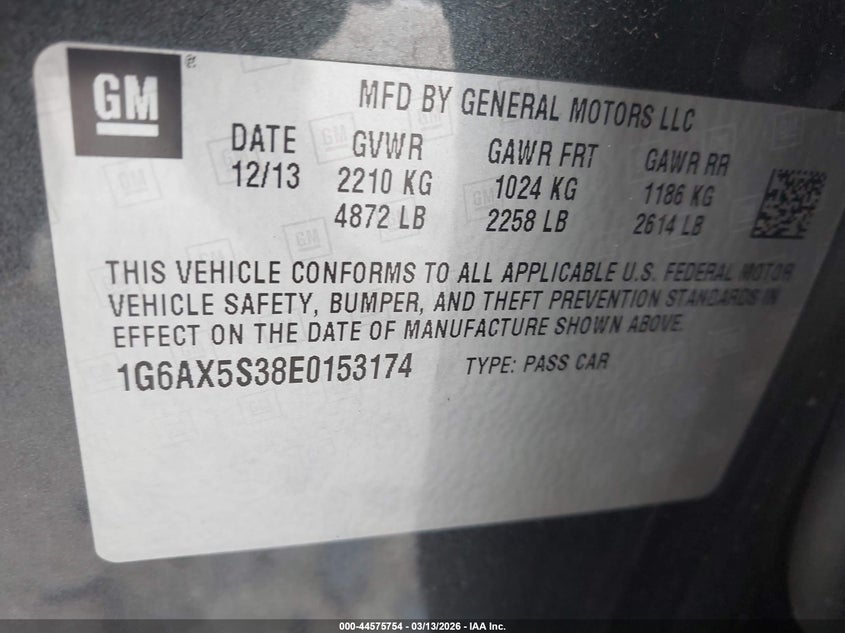 GM
MFD BY GENERAL MOTORS LLC
DATE GVWR GAWR FRT GAWR RR
12/13 2210 KG 1024 KG 1186 KG
4872 LB 2258 LB 2614 LB
THIS VEHICLE CONFORMS TO ALL APPLICABLE U.S. FEDERAL MOTOR
VEHICLE SAFETY, BUMPER, AND THEFT PREVENTION STANDARDS IN
EFFECT ON THE DATE OF MANUFACTURE SHOWN ABOVE.
1G6AX5S38E0153174 TYPE: PASS CAR
000-44575754 - 03/13/2026 - IAA Inc.